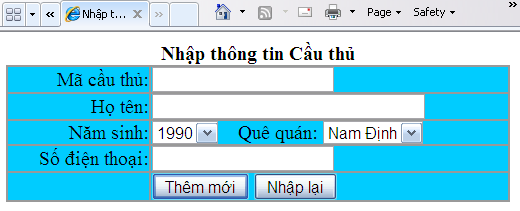 Nhập t...
Page
Safety
Nhập thông tin Cầu thủ
Mã cầu thủ:
Họ tên:
Năm sinh: 1990 Quê quán: Nam Định
Số điện thoại:
Thêm mới Nhập lại